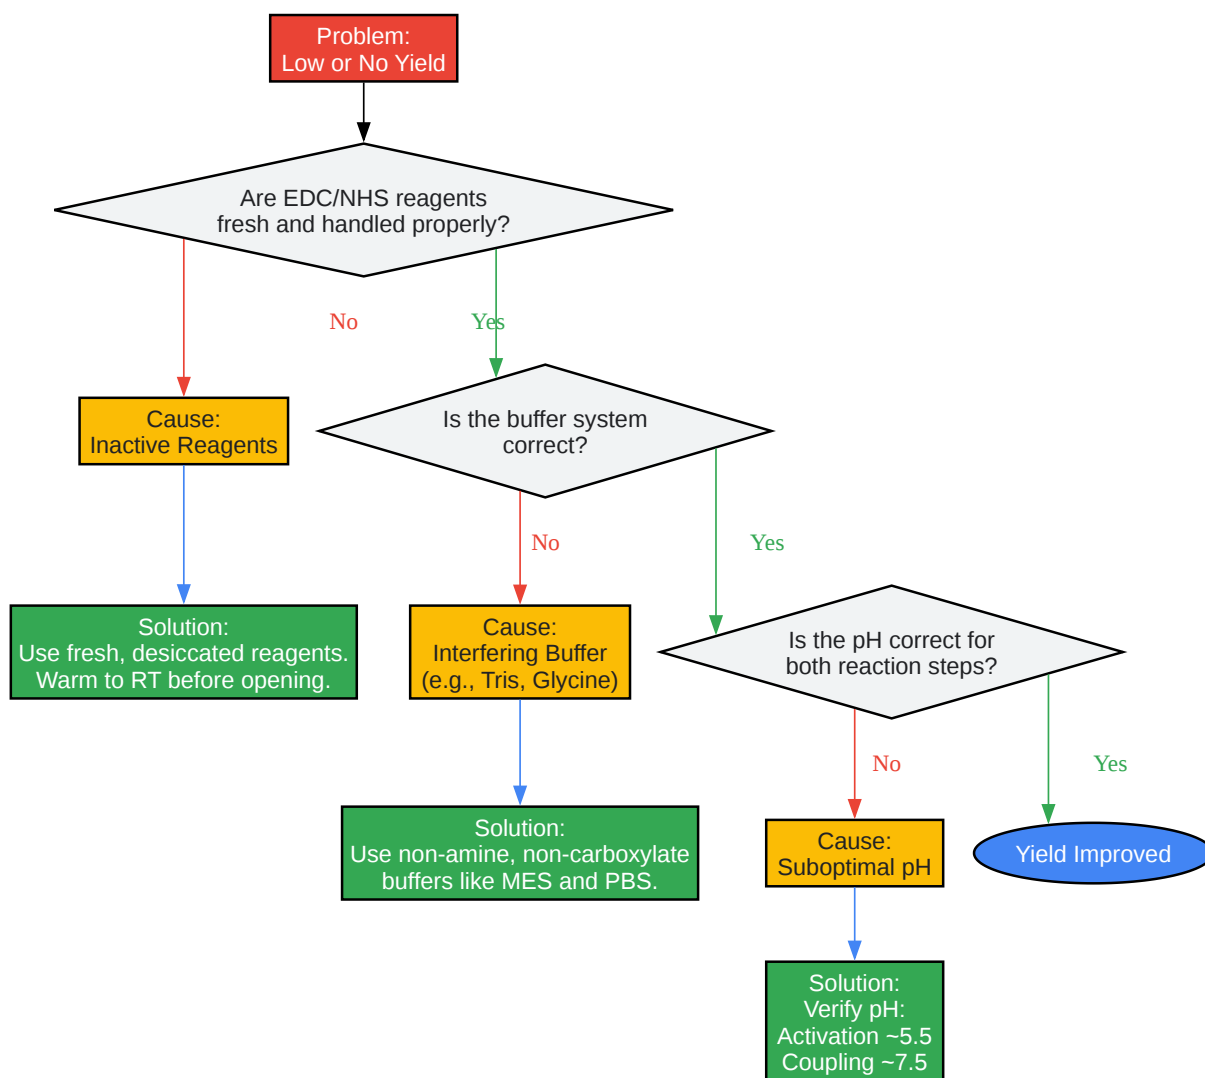 Problem:
Low or No Yield
Are EDC/NHS reagents
fresh and handled properly?
No
Yes
Cause:
Inactive Reagents
Is the buffer system
correct?
No
Yes
Solution:
Use fresh, desiccated reagents.
Warm to RT before opening.
Cause:
Interfering Buffer
(e.g., Tris, Glycine)
Is the pH correct for
both reaction steps?
No
Yes
Solution:
Use non-amine, non-carboxylate
buffers like MES and PBS.
Cause:
Suboptimal pH
Yield Improved
Solution:
Verify pH:
Activation ~5.5
Coupling ~7.5